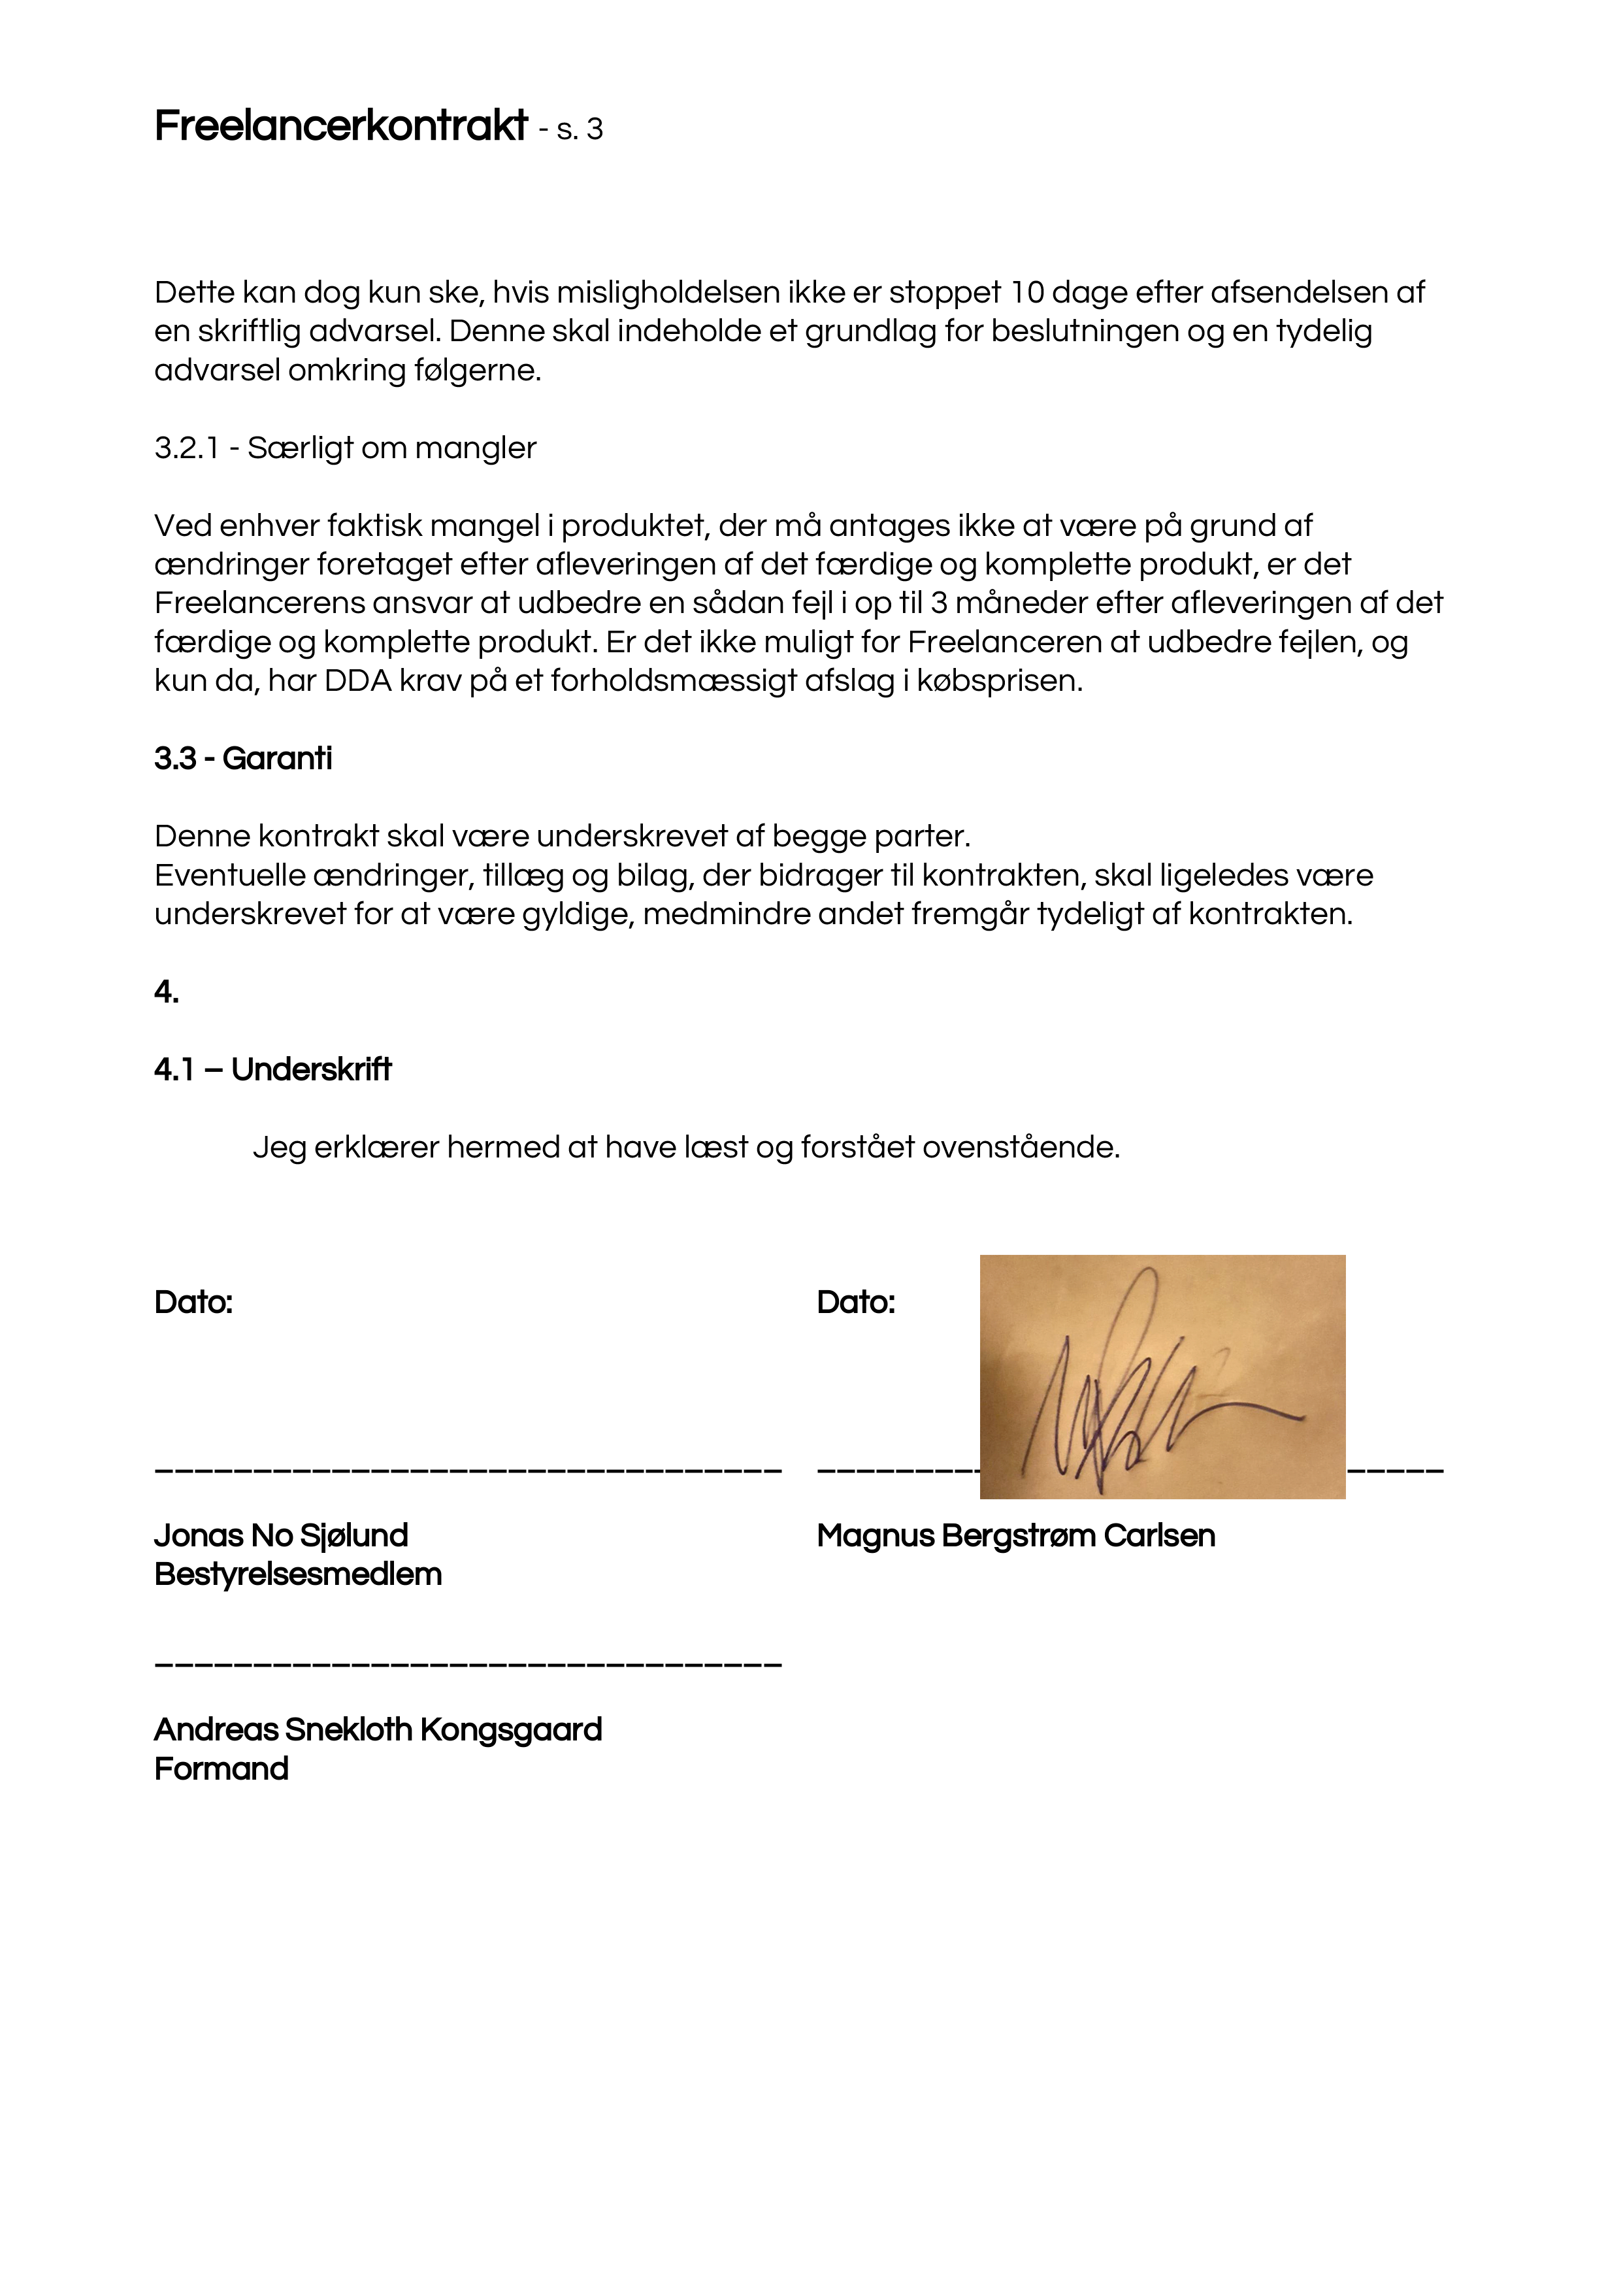 Freelancerkontrakt - s. 3
Dette kan dog kun ske, hvis misligholdelsen ikke er stoppet 10 dage efter afsendelsen af
en skriftlig advarsel. Denne skal indeholde et grundlag for beslutningen og en tydelig
advarsel omkring følgerne.
3.2.1 - Særligt om mangler
Ved enhver faktisk mangel i produktet, der må antages ikke at være på grund af
ændringer foretaget efter afleveringen af det færdige og komplette produkt, er det
Freelancerens ansvar at udbedre en sådan fejl i op til 3 måneder efter afleveringen af det
færdige og komplette produkt. Er det ikke muligt for Freelanceren at udbedre fejlen, og
kun da, har DDA krav på et forholdsmæssigt afslag i købsprisen.
3.3 - Garanti
Denne kontrakt skal være underskrevet af begge parter.
Eventuelle ændringer, tillæg og bilag, der bidrager til kontrakten, skal ligeledes være
underskrevet for at være gyldige, medmindre andet fremgår tydeligt af kontrakten.
4.
4.1 – Underskrift
Jeg erklærer hermed at have læst og forstået ovenstående.
Dato: Dato:
Jonas No Sjølund Magnus Bergstrøm Carlsen
Bestyrelsesmedlem
Andreas Snekloth Kongsgaard
Formand